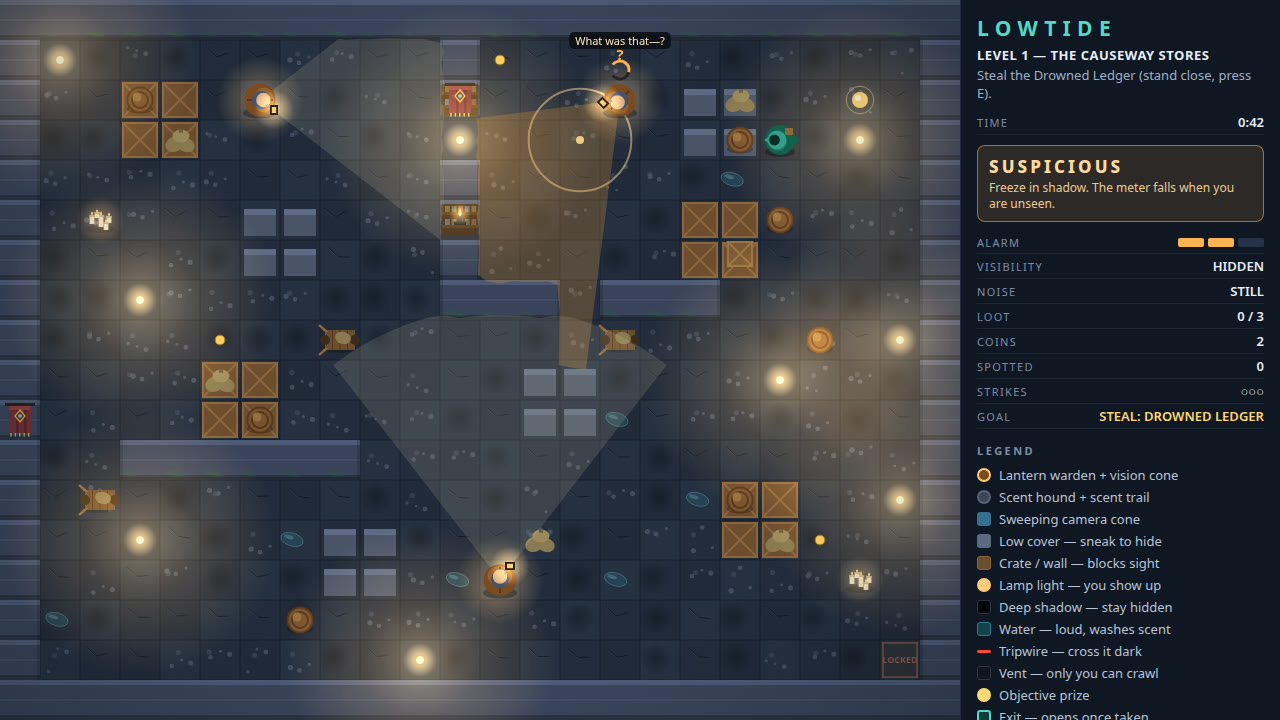 What was that—?
?
LOCKED
LOWTIDE
LEVEL 1 — THE CAUSEWAY STORES
Steal the Drowned Ledger (stand close, press
E).
TIME 0:42
SUSPICIOUS
Freeze in shadow. The meter falls when you
are unseen.
ALARM
VISIBILITY HIDDEN
NOISE STILL
LOOT 0 / 3
COINS 2
SPOTTED 0
STRIKES ○○○
GOAL STEAL: DROWNED LEDGER
LEGEND
Lantern warden + vision cone
Scent hound + scent trail
Sweeping camera cone
Low cover — sneak to hide
Crate / wall — blocks sight
Lamp light — you show up
Deep shadow — stay hidden
Water — loud, washes scent
Tripwire — cross it dark
Vent — only you can crawl
Objective prize
Exit — opens once taken